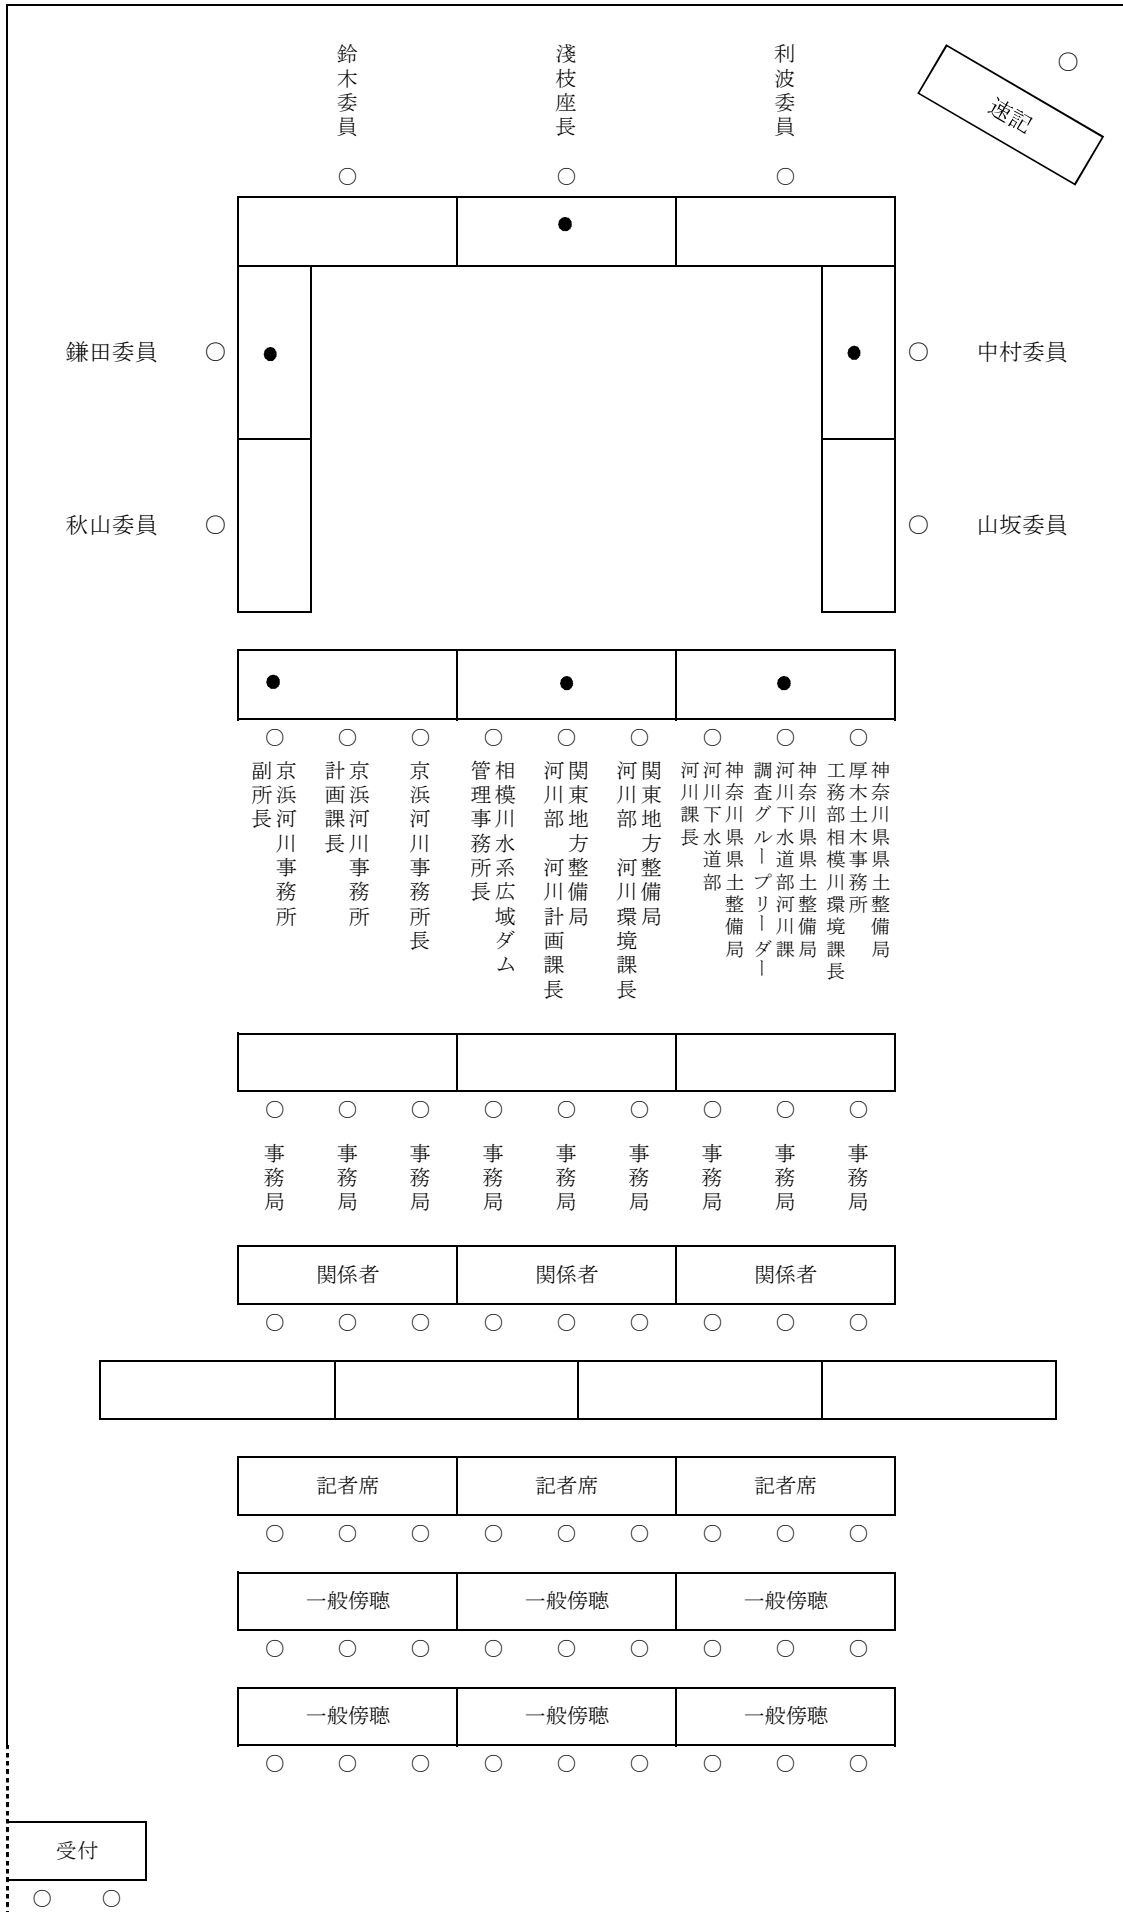 鈴木委員
淺枝座長
利波委員
速記
鎌田委員
中村委員
秋山委員
山坂委員
京浜河川事務所
副所長
京浜河川事務所
計画課長
京浜河川事務所長
相模川水系広域ダム
管理事務所長
関東地方整備局
河川部 河川計画課長
関東地方整備局
河川部 河川環境課長
神奈川県県土整備局
河川下水道部
河川課長
神奈川県県土整備局
河川下水道部河川課
調査グループリーダー
神奈川県県土整備局
厚木土木事務所
工務部相模川環境課長
事務局
事務局
事務局
事務局
事務局
事務局
事務局
事務局
事務局
関係者
関係者
関係者
記者席
記者席
記者席
一般傍聴
一般傍聴
一般傍聴
一般傍聴
一般傍聴
一般傍聴
受付